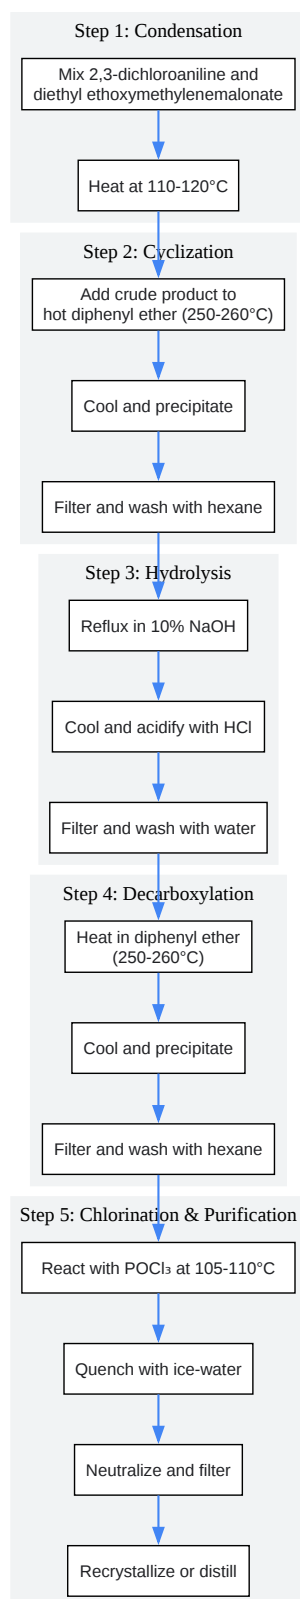 Step 1: Condensation
Mix 2,3-dichloroaniline and
diethyl ethoxymethylenemalonate
Heat at 110-120°C
Step 2: Cyclization
Add crude product to
hot diphenyl ether (250-260°C)
Cool and precipitate
Filter and wash with hexane
Step 3: Hydrolysis
Reflux in 10% NaOH
Cool and acidify with HCl
Filter and wash with water
Step 4: Decarboxylation
Heat in diphenyl ether
(250-260°C)
Cool and precipitate
Filter and wash with hexane
Step 5: Chlorination & Purification
React with POCl₃ at 105-110°C
Quench with ice-water
Neutralize and filter
Recrystallize or distill